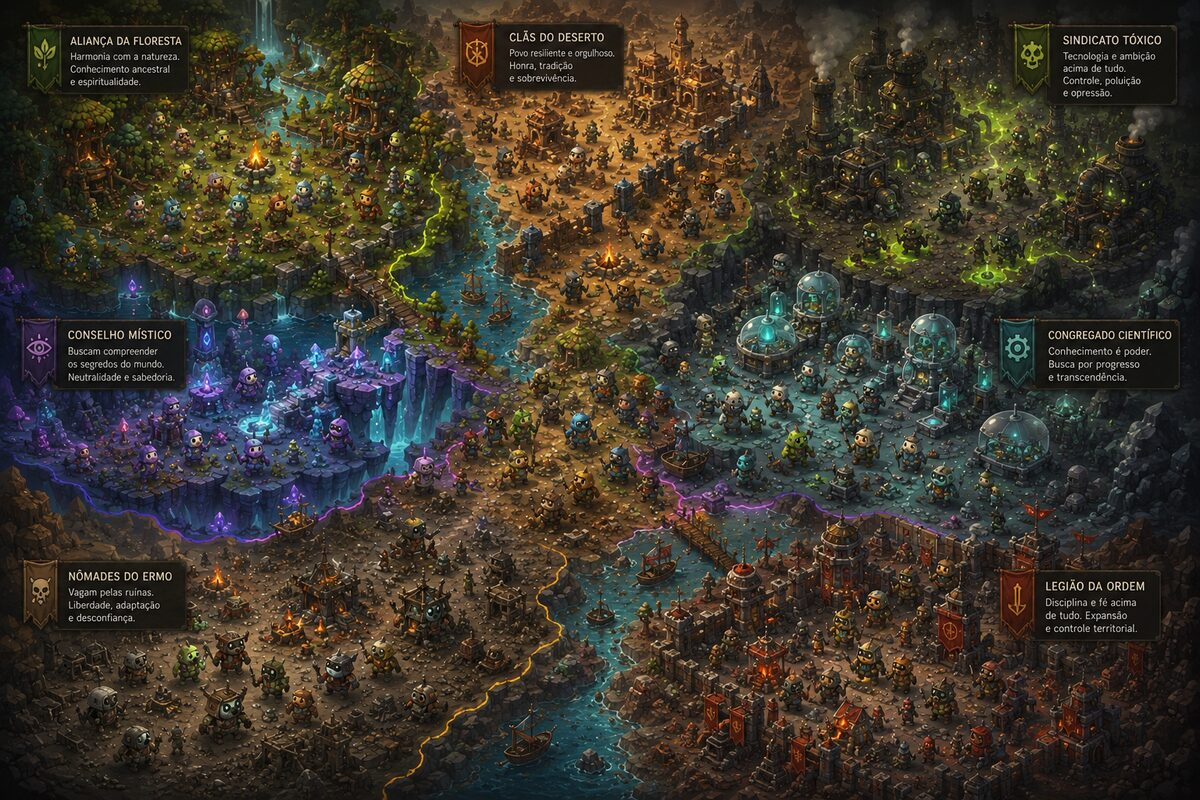 ALIANÇA DA FLORESTA
Harmonia com a natureza.
Conhecimento ancestral
e espiritualidade.
CLÃS DO DESERTO
Povo resiliente e orgulhoso.
Honra, tradição
e sobrevivência.
SINDICATO TÓXICO
Tecnologia e ambição
acima de tudo.
Controle, poluição
e opressão.
CONSELHO MÍSTICO
Buscam compreender
os segredos do mundo.
Neutralidade e sabedoria.
CONGREGADO CIENTÍFICO
Conhecimento é poder.
Busca por progresso
e transcendência.
NÔMADES DO ERMO
Vagam pelas ruínas.
Liberdade, adaptação
e desconfiança.
LEGIÃO DA ORDEM
Disciplina e fé acima
de tudo. Expansão
e controle territorial.